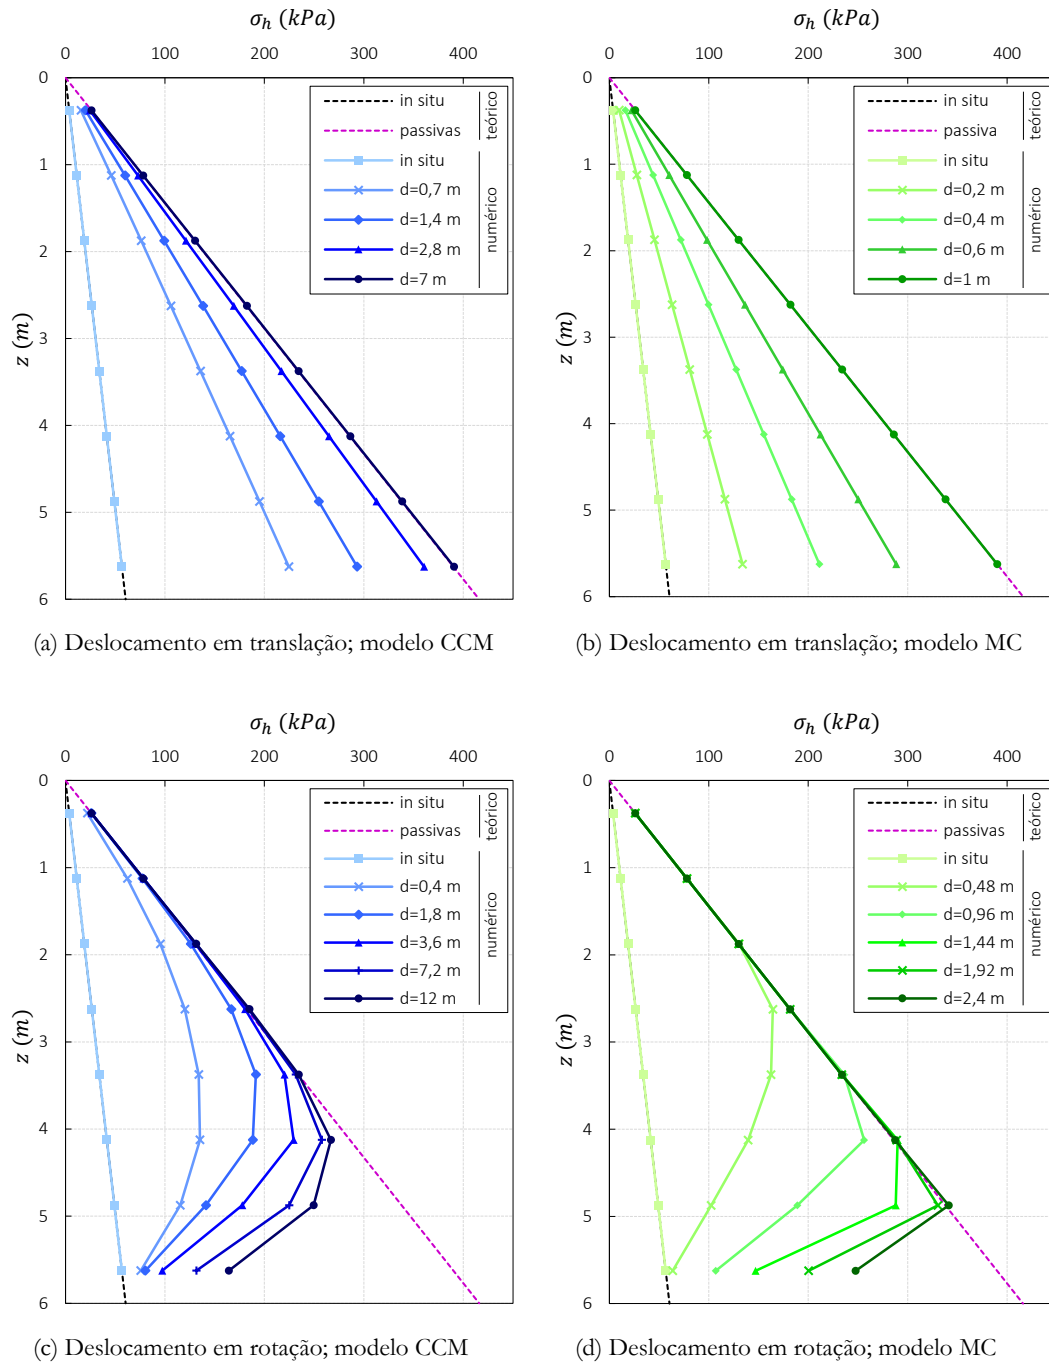 σh (kPa)
0 100 200 300 400
0
1
2
3
4
5
6
z (m)
in situ
passivas
teórico
in situ
d=0,7 m
d=1,4 m
d=2,8 m
d=7 m
numérico
(a) Deslocamento em translação; modelo CCM
σh (kPa)
0 100 200 300 400
0
1
2
3
4
5
6
z (m)
in situ
passiva
teórico
in situ
d=0,2 m
d=0,4 m
d=0,6 m
d=1 m
numérico
(b) Deslocamento em translação; modelo MC
σh (kPa)
0 100 200 300 400
0
1
2
3
4
5
6
z (m)
in situ
passivas
teórico
in situ
d=0,4 m
d=1,8 m
d=3,6 m
d=7,2 m
d=12 m
numérico
(c) Deslocamento em rotação; modelo CCM
σh (kPa)
0 100 200 300 400
0
1
2
3
4
5
6
z (m)
in situ
passivas
teórico
in situ
d=0,48 m
d=0,96 m
d=1,44 m
d=1,92 m
d=2,4 m
numérico
(d) Deslocamento em rotação; modelo MC